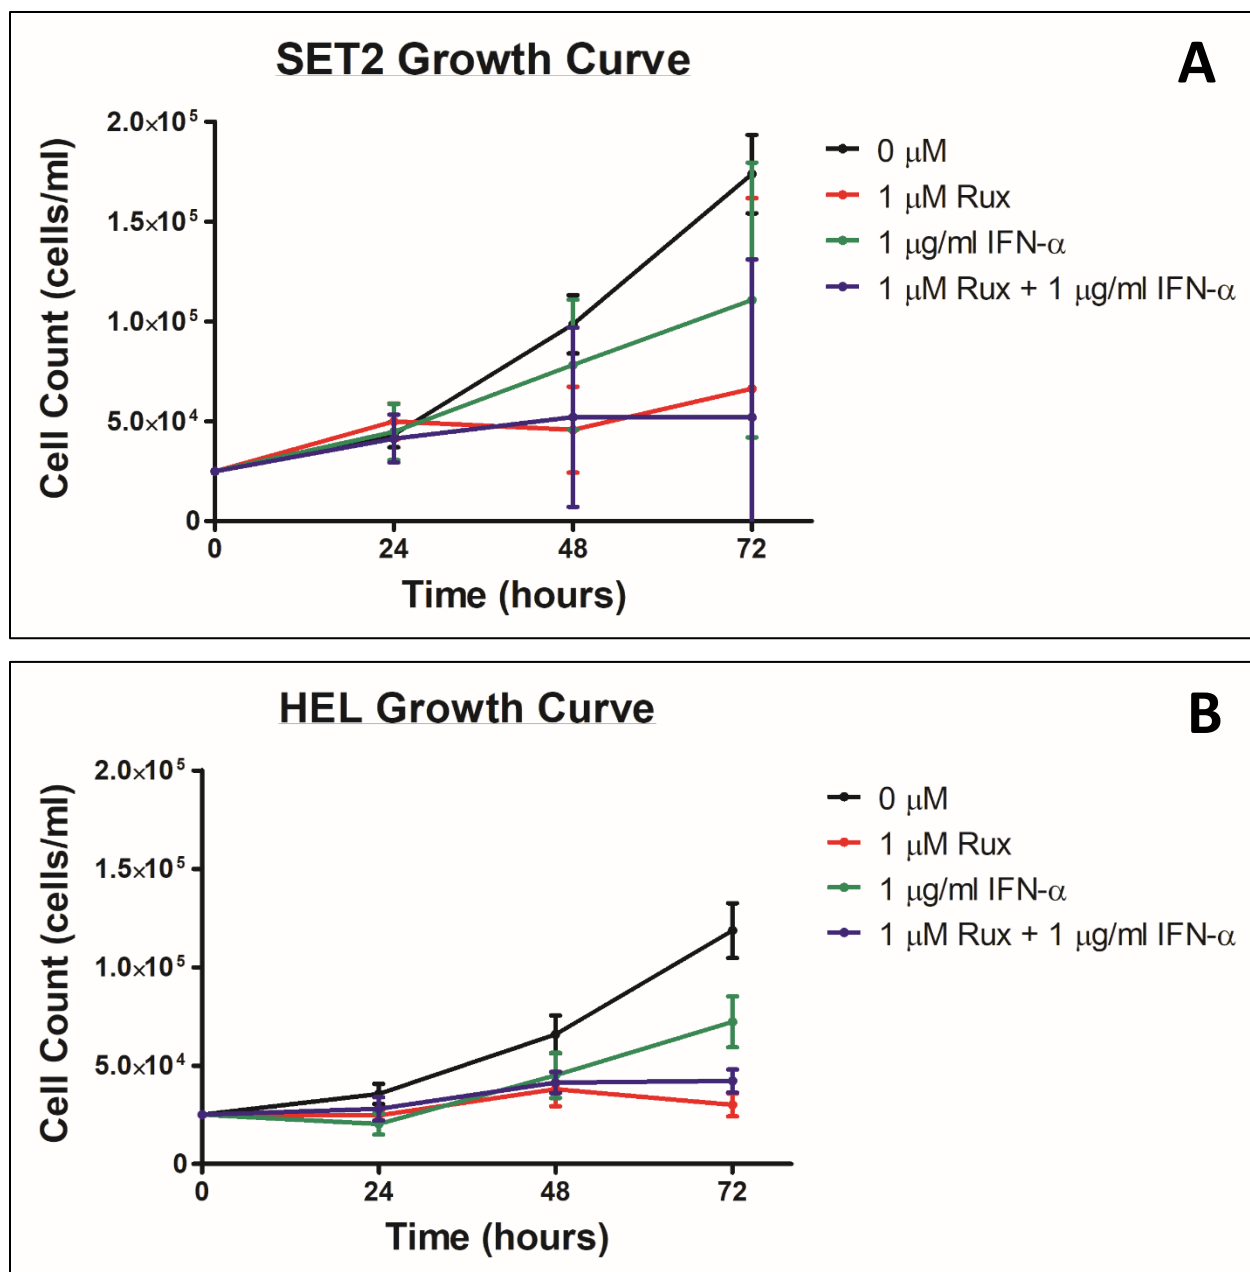 SET2 Growth Curve
A
Cell Count (cells/ml)
2.0×10⁵
1.5×10⁵
1.0×10⁵
5.0×10⁴
0
0 24 48 72
Time (hours)
0 μM
1 μM Rux
1 μg/ml IFN-α
1 μM Rux + 1 μg/ml IFN-α
HEL Growth Curve
B
Cell Count (cells/ml)
2.0×10⁵
1.5×10⁵
1.0×10⁵
5.0×10⁴
0
0 24 48 72
Time (hours)
0 μM
1 μM Rux
1 μg/ml IFN-α
1 μM Rux + 1 μg/ml IFN-α